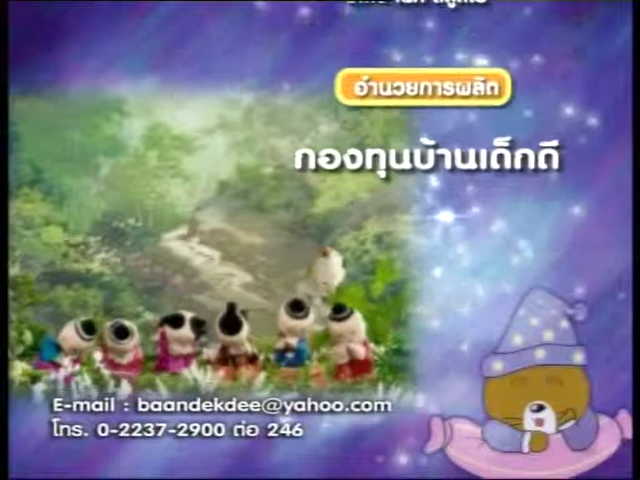 อำนวยการผลิต
กองทุนบ้านเด็กดี
E-mail : baandekdee@yahoo.com
โทร. 0-2237-2900 ต่อ 246